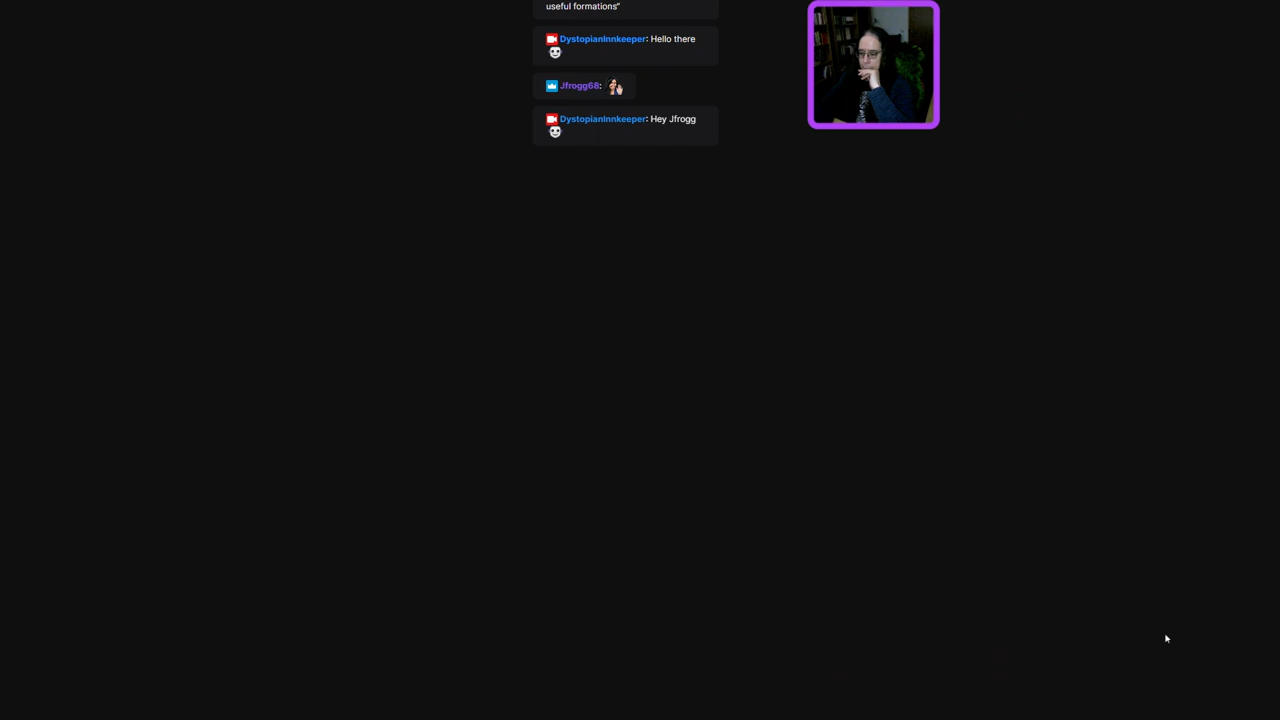 useful formations"
DystopianInnkeeper: Hello there
Jfrogg68:
DystopianInnkeeper: Hey Jfrogg